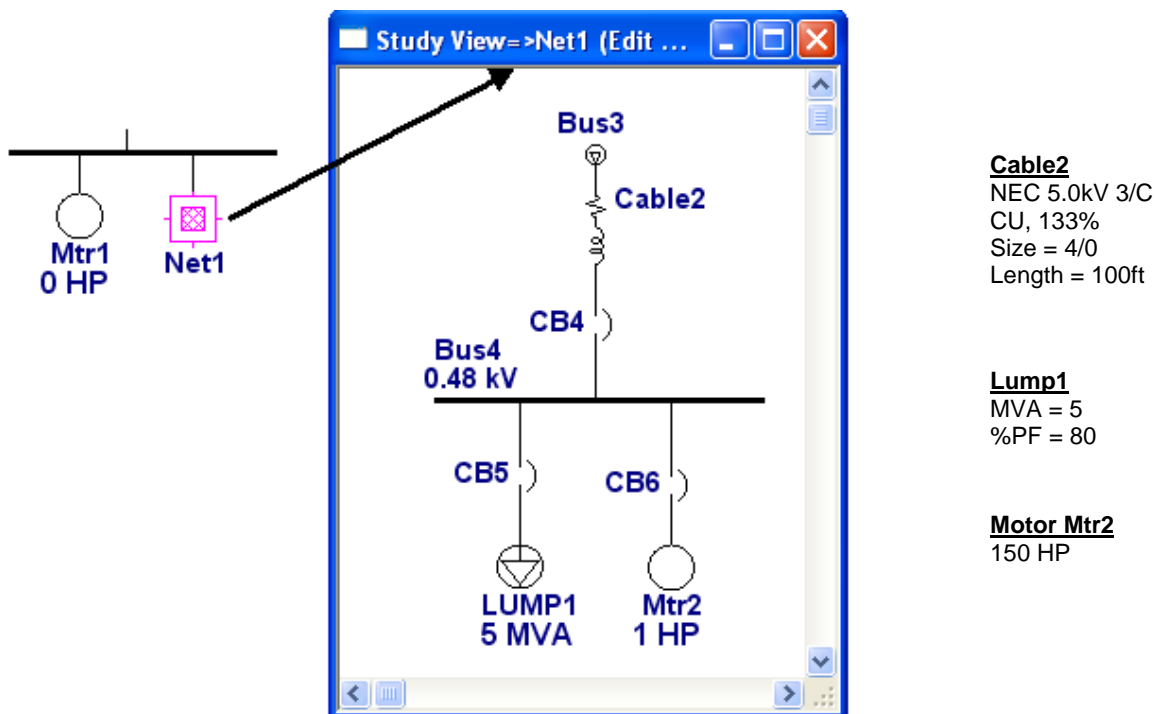 Study View=>Net1 (Edit ...
Bus3
Cable2
CB4
Bus4
0.48 kV
CB5
CB6
LUMP1
5 MVA
Mtr2
1 HP
Mtr1
0 HP
Net1
Cable2
NEC 5.0kV 3/C
CU, 133%
Size = 4/0
Length = 100ft
Lump1
MVA = 5
%PF = 80
Motor Mtr2
150 HP